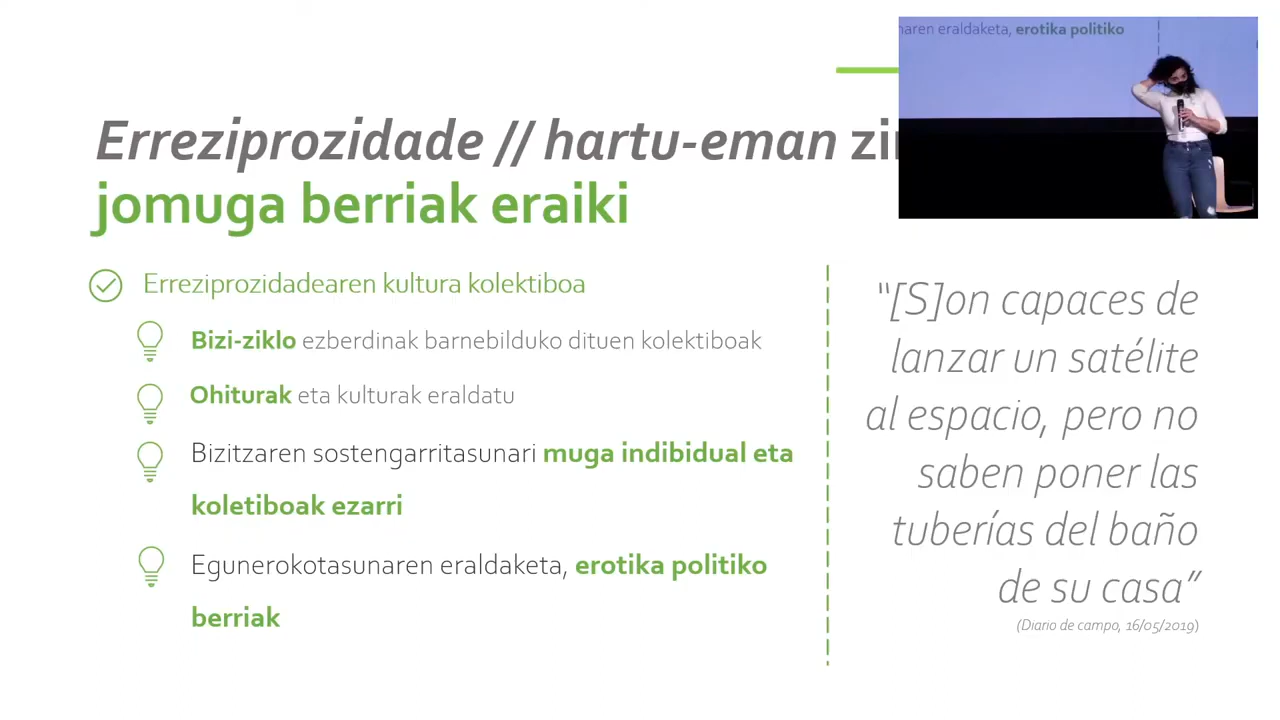 naren eraldaketa, erotika politiko
Erreziprozidade // hartu-eman
jomuga berriak eraiki
Erreziprozidadearen kultura kolektiboa
Bizi-ziklo ezberdinak barnebilduko dituen kolektiboak
Ohiturak eta kulturak eraldatu
Bizitzaren sostengarritasunari muga indibidual eta
koletiboak ezarri
Egunerokotasunaren eraldaketa, erotika politiko
berriak
“[S]on capaces de
lanzar un satélite
al espacio, pero no
saben poner las
tuberías del baño
de su casa”
(Diario de campo, 16/05/2019)